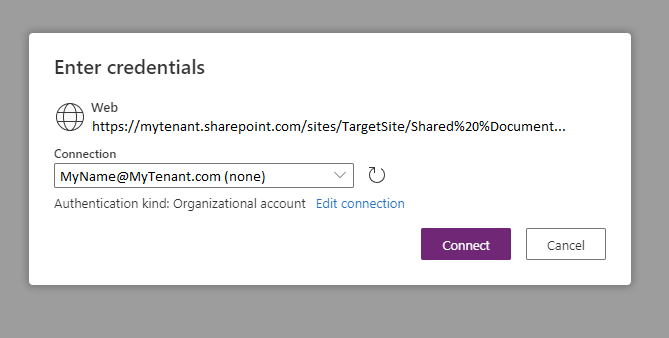 Enter credentials
Web
https://mytenant.sharepoint.com/sites/TargetSite/Shared%20%Document...
Connection
MyName@MyTenant.com (none)
Authentication kind: Organizational account Edit connection
Connect Cancel